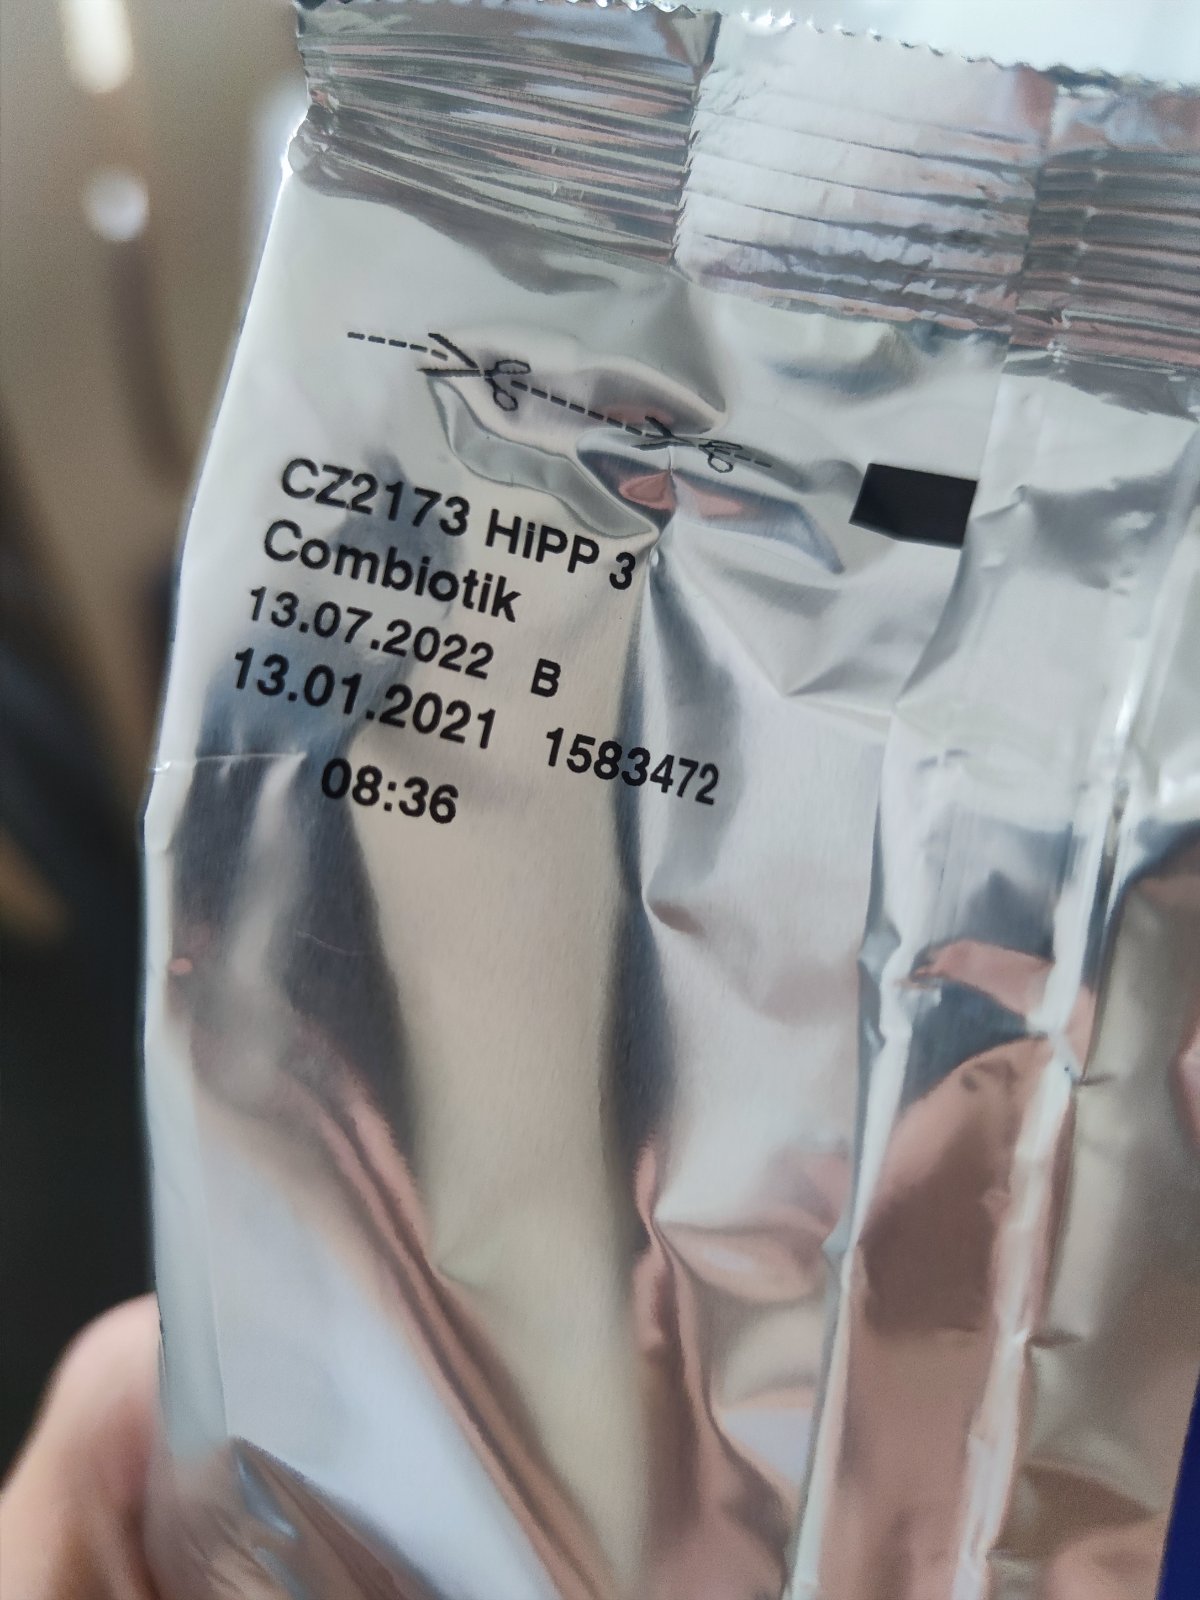 CZ2173 HiPP 3
Combiotik
13.07.2022 B
13.01.2021 1583472
08:36